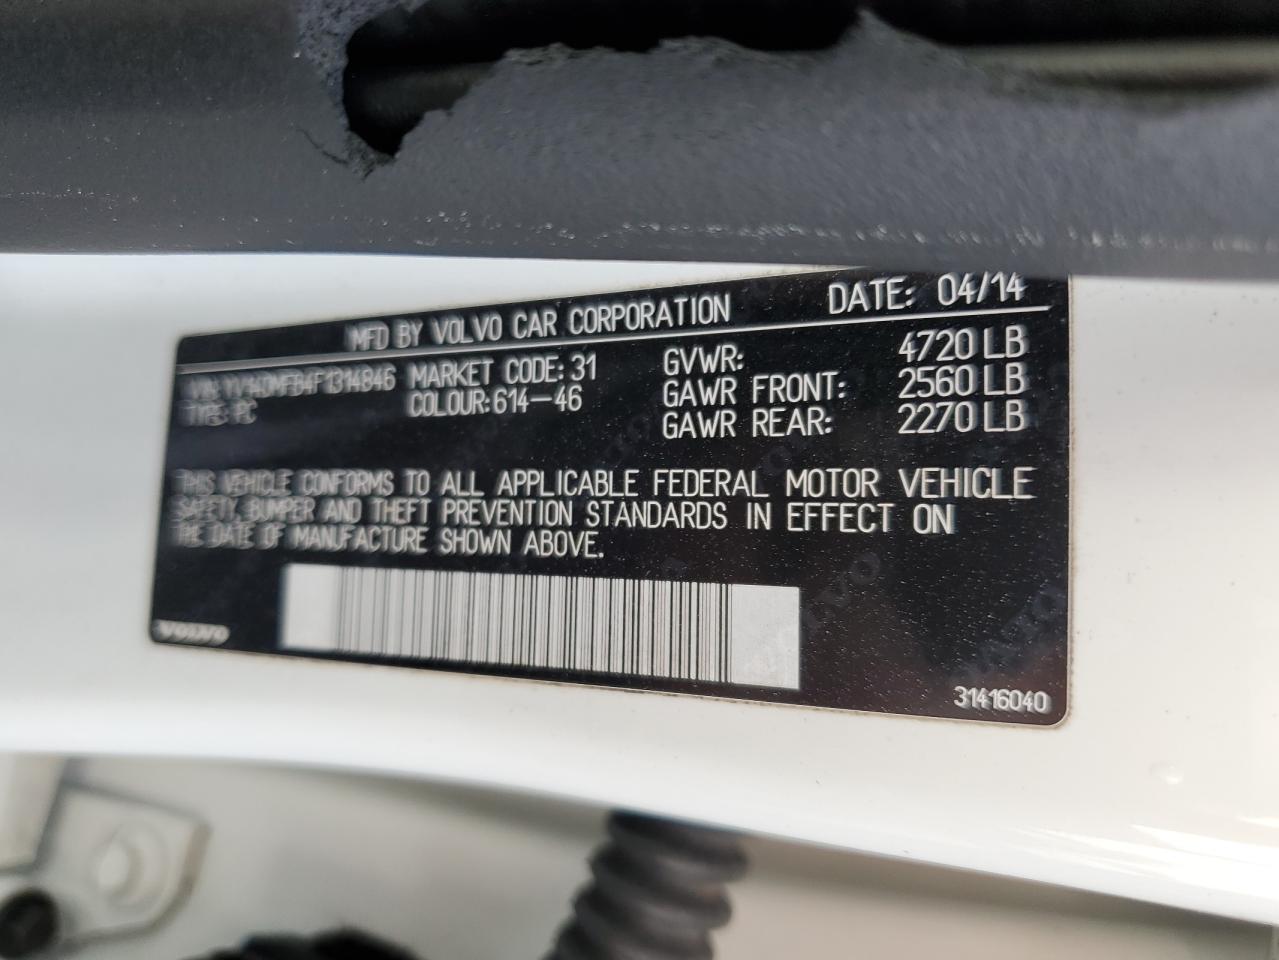 MFD BY VOLVO CAR CORPORATION DATE: 04/14
VIN: YV140MFB4F1314846 MARKET CODE: 31 GVWR: 4720 LB
TYPE: PC COLOUR: 614-46 GAWR FRONT: 2560 LB
GAWR REAR: 2270 LB
THIS VEHICLE CONFORMS TO ALL APPLICABLE FEDERAL MOTOR VEHICLE
SAFETY, BUMPER AND THEFT PREVENTION STANDARDS IN EFFECT ON
THE DATE OF MANUFACTURE SHOWN ABOVE.
VOLVO
31416040